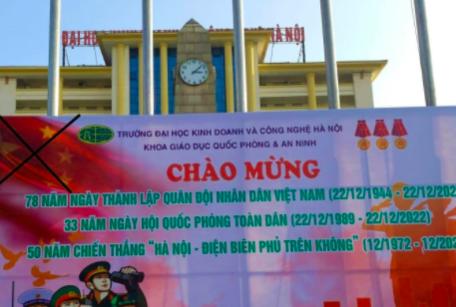 ĐẠI HỌ HÀ NỘI
TRƯỜNG ĐẠI HỌC KINH DOANH VÀ CÔNG NGHỆ HÀ NỘI
KHOA GIÁO DỤC QUỐC PHÒNG & AN NINH
CHÀO MỪNG
78 NĂM NGÀY THÀNH LẬP QUÂN ĐỘI NHÂN DÂN VIỆT NAM (22/12/1944 - 22/12/202
33 NĂM NGÀY HỘI QUỐC PHÒNG TOÀN DÂN (22/12/1989 - 22/12/2022)
50 NĂM CHIẾN THẮNG "HÀ NỘI - ĐIỆN BIÊN PHỦ TRÊN KHÔNG" (12/1972 - 12/202